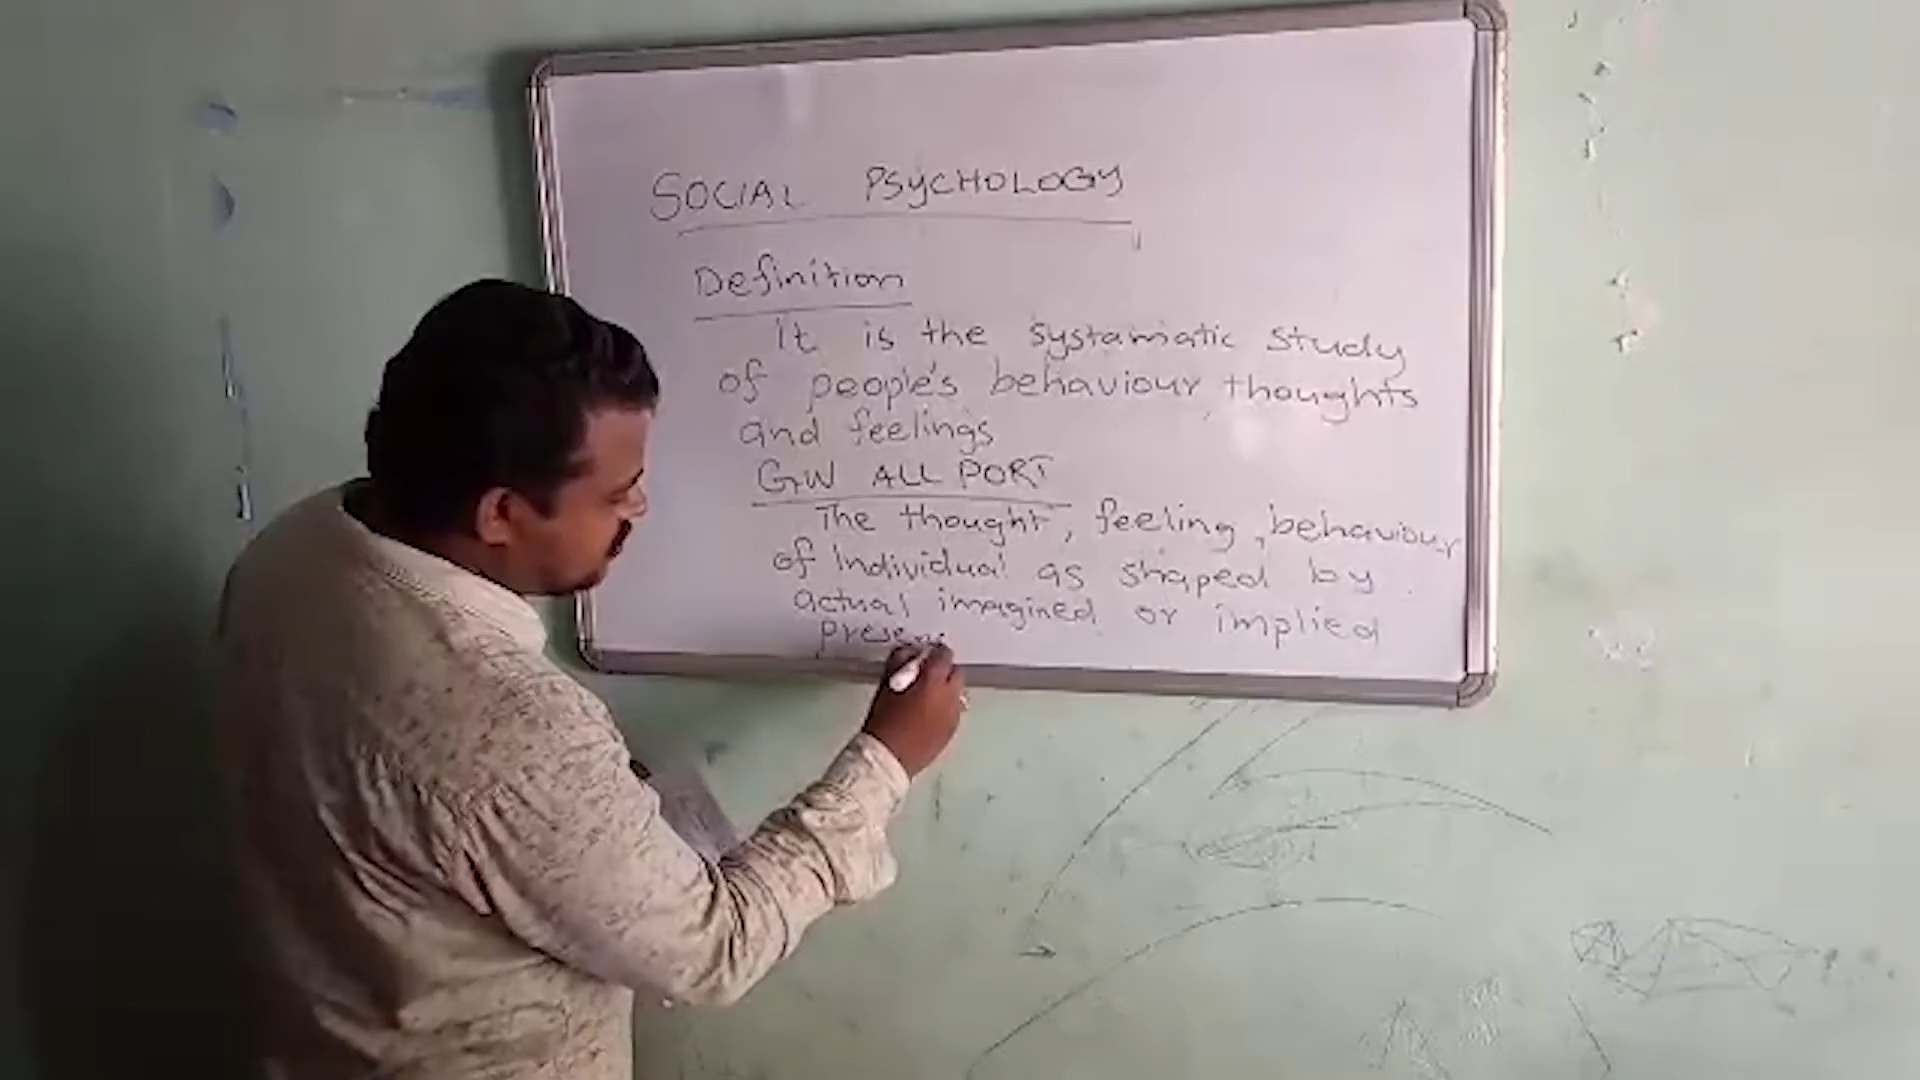 SOCIAL PSYCHOLOGY
Definition
It is the systamatic study
of people's behaviour, thoughts
and feelings
GW ALL PORT
The thought, feeling, behaviour
of Individual as shaped by
actual imagined or implied
presen